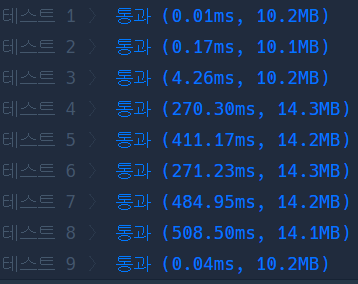 테스트 1 〉 통과 (0.01ms, 10.2MB)
테스트 2 〉 통과 (0.17ms, 10.1MB)
테스트 3 〉 통과 (4.26ms, 10.2MB)
테스트 4 〉 통과 (270.30ms, 14.3MB)
테스트 5 〉 통과 (411.17ms, 14.2MB)
테스트 6 〉 통과 (271.23ms, 14.3MB)
테스트 7 〉 통과 (484.95ms, 14.2MB)
테스트 8 〉 통과 (508.50ms, 14.1MB)
테스트 9 〉 통과 (0.04ms, 10.2MB)